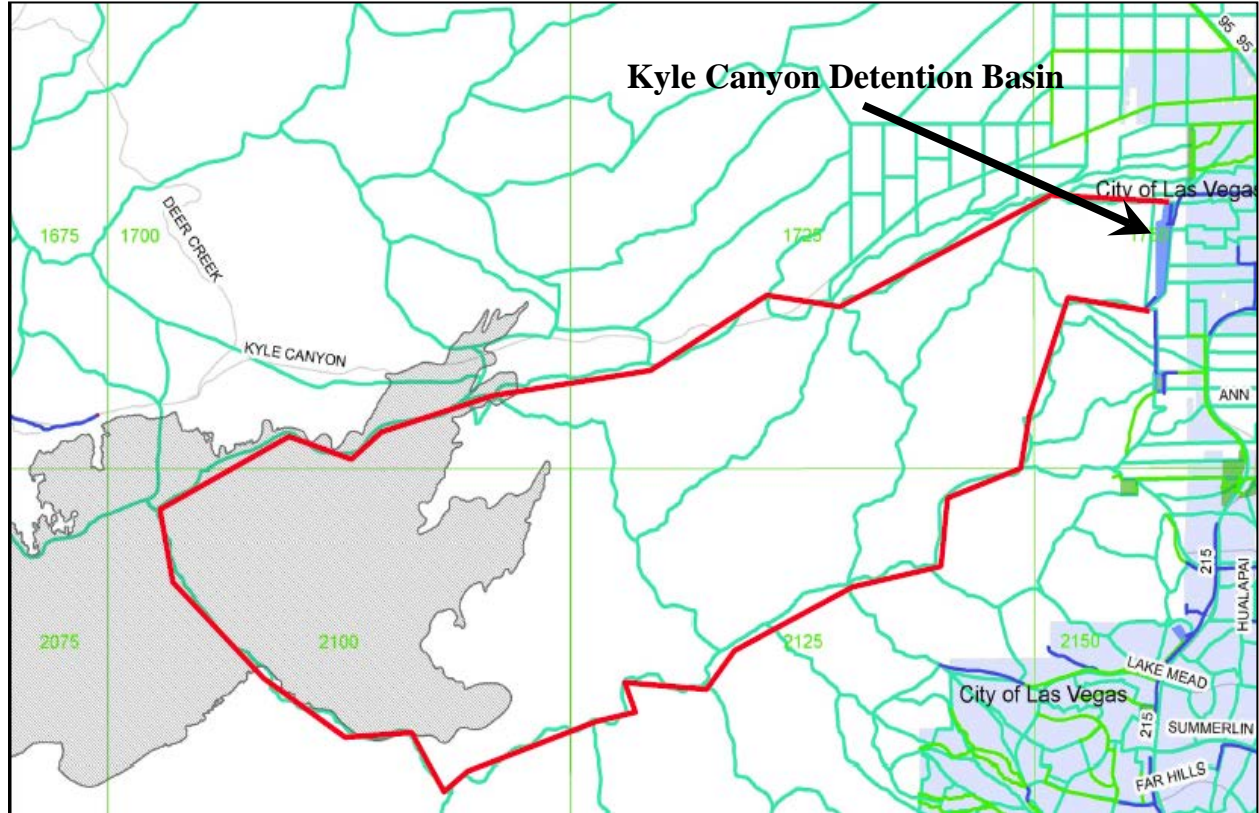 95
95
Kyle Canyon Detention Basin
City of Las Vegas
DEER CREEK
1675
1700
1725
KYLE CANYON
ANN
215
HUALAPAI
2075
2100
2125
2150
LAKE MEAD
City of Las Vegas
215
SUMMERLIN
FAR HILLS